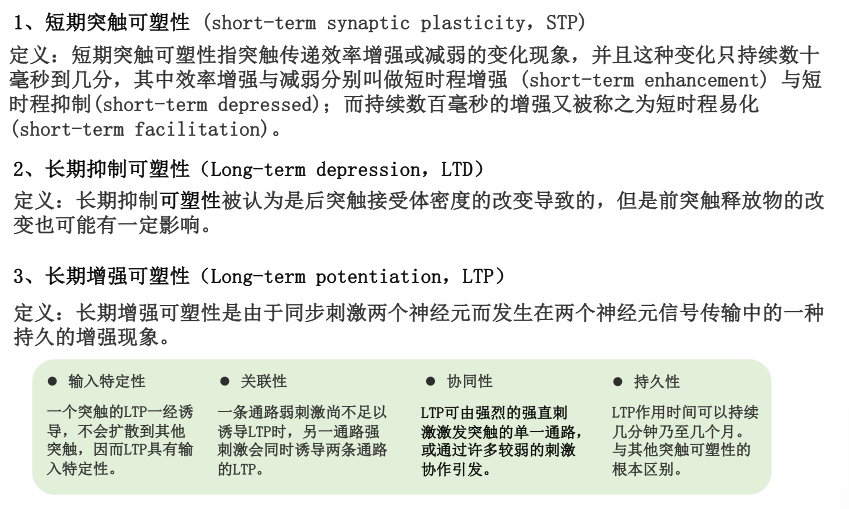 1、短期突触可塑性 (short-term synaptic plasticity，STP)
定义：短期突触可塑性指突触传递效率增强或减弱的变化现象，并且这种变化只持续数十
毫秒到几分，其中效率增强与减弱分别叫做短时程增强 (short-term enhancement) 与短
时程抑制(short-term depressed)；而持续数百毫秒的增强又被称之为短时程易化
(short-term facilitation)。
2、长期抑制可塑性（Long-term depression，LTD）
定义：长期抑制可塑性被认为是后突触接受体密度的改变导致的，但是前突触释放物的改
变也可能有一定影响。
3、长期增强可塑性（Long-term potentiation，LTP）
定义：长期增强可塑性是由于同步刺激两个神经元而发生在两个神经元信号传输中的一种
持久的增强现象。
● 输入特定性
一个突触的LTP一经诱
导，不会扩散到其他
突触，因而LTP具有输
入特定性。
● 关联性
一条通路弱刺激尚不足以
诱导LTP时，另一通路强
刺激会同时诱导两条通路
的LTP。
● 协同性
LTP可由强烈的强直刺
激激发突触的单一通路，
或通过许多较弱的刺激
协作引发。
● 持久性
LTP作用时间可以持续
几分钟乃至几个月。
与其他突触可塑性的
根本区别。